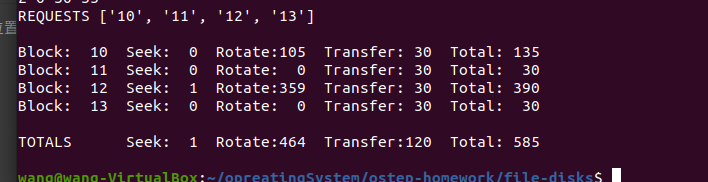 REQUESTS ['10', '11', '12', '13']
Block:  10  Seek:  0  Rotate:105  Transfer: 30  Total: 135
Block:  11  Seek:  0  Rotate:  0  Transfer: 30  Total:  30
Block:  12  Seek:  1  Rotate:359  Transfer: 30  Total: 390
Block:  13  Seek:  0  Rotate:  0  Transfer: 30  Total:  30
TOTALS      Seek:  1  Rotate:464  Transfer:120  Total: 585
wang@wang-VirtualBox:~/opreatingSystem/ostep-homework/file-disks$